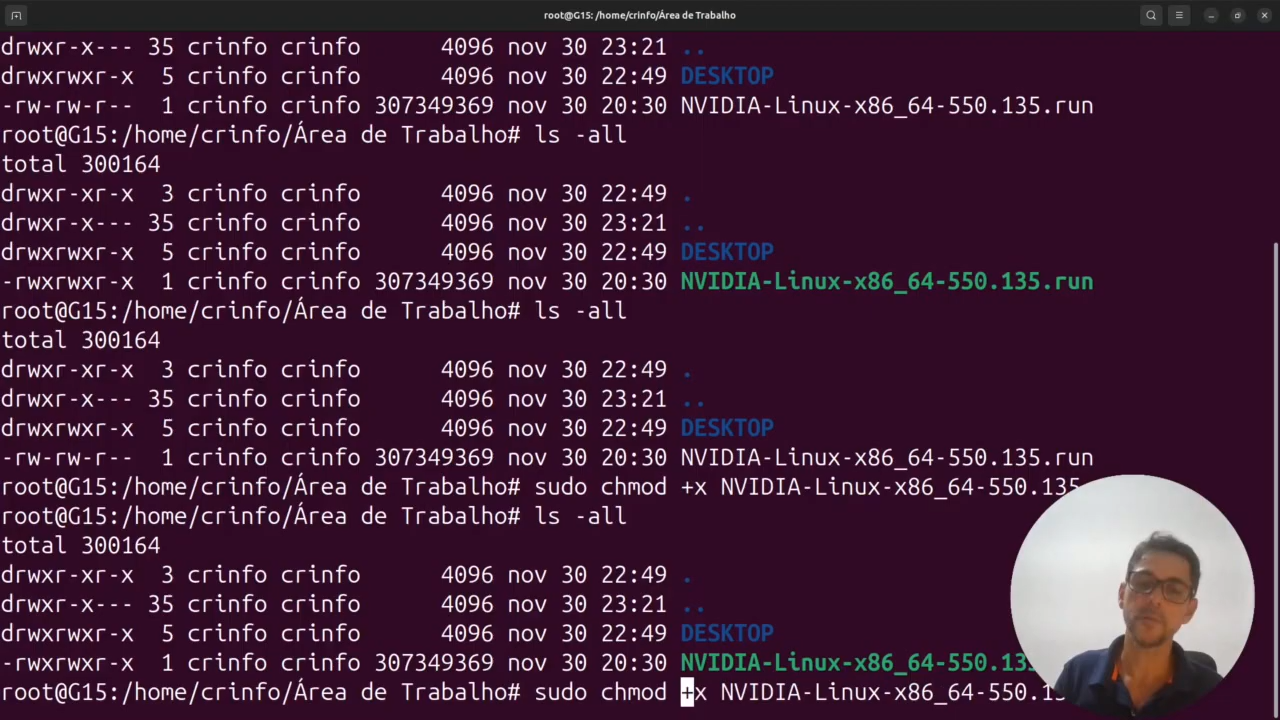 root@G15: /home/crinfo/Área de Trabalho
drwxr-x--- 35 crinfo crinfo 4096 nov 30 23:21 ..
drwxrwxr-x 5 crinfo crinfo 4096 nov 30 22:49 DESKTOP
-rw-rw-r-- 1 crinfo crinfo 307349369 nov 30 20:30 NVIDIA-Linux-x86_64-550.135.run
root@G15:/home/crinfo/Área de Trabalho# ls -all
total 300164
drwxr-xr-x 3 crinfo crinfo 4096 nov 30 22:49 .
drwxr-x--- 35 crinfo crinfo 4096 nov 30 23:21 ..
drwxrwxr-x 5 crinfo crinfo 4096 nov 30 22:49 DESKTOP
-rwxrwxr-x 1 crinfo crinfo 307349369 nov 30 20:30 NVIDIA-Linux-x86_64-550.135.run
root@G15:/home/crinfo/Área de Trabalho# ls -all
total 300164
drwxr-xr-x 3 crinfo crinfo 4096 nov 30 22:49 .
drwxr-x--- 35 crinfo crinfo 4096 nov 30 23:21 ..
drwxrwxr-x 5 crinfo crinfo 4096 nov 30 22:49 DESKTOP
-rw-rw-r-- 1 crinfo crinfo 307349369 nov 30 20:30 NVIDIA-Linux-x86_64-550.135.run
root@G15:/home/crinfo/Área de Trabalho# sudo chmod +x NVIDIA-Linux-x86_64-550.135
root@G15:/home/crinfo/Área de Trabalho# ls -all
total 300164
drwxr-xr-x 3 crinfo crinfo 4096 nov 30 22:49 .
drwxr-x--- 35 crinfo crinfo 4096 nov 30 23:21 ..
drwxrwxr-x 5 crinfo crinfo 4096 nov 30 22:49 DESKTOP
-rwxrwxr-x 1 crinfo crinfo 307349369 nov 30 20:30 NVIDIA-Linux-x86_64-550.13
root@G15:/home/crinfo/Área de Trabalho# sudo chmod +x NVIDIA-Linux-x86_64-550.1